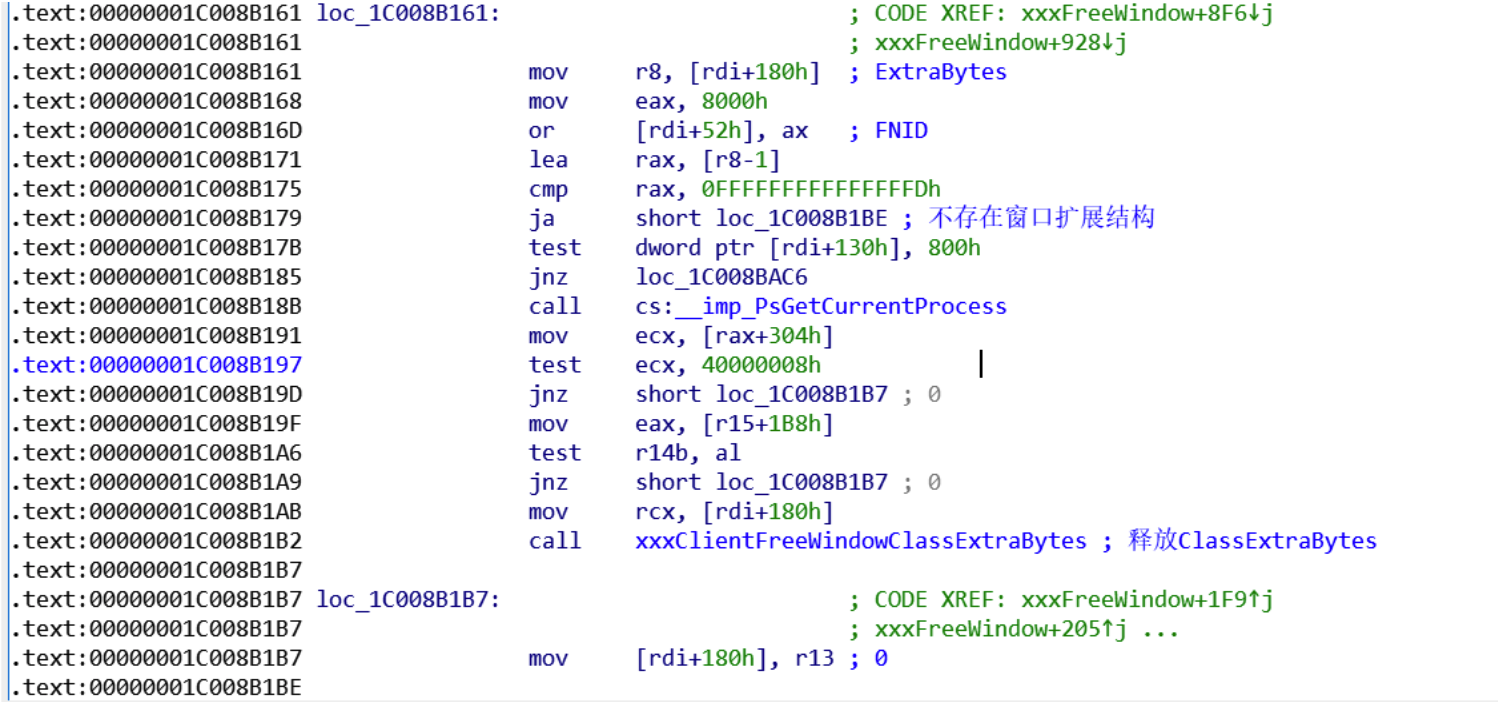 .text:00000001C008B161 loc_1C008B161: ; CODE XREF: xxxFreeWindow+8F6↓j
.text:00000001C008B161 ; xxxFreeWindow+928↓j
.text:00000001C008B161 mov r8, [rdi+180h] ; ExtraBytes
.text:00000001C008B168 mov eax, 8000h
.text:00000001C008B16D or [rdi+52h], ax ; FNID
.text:00000001C008B171 lea rax, [r8-1]
.text:00000001C008B175 cmp rax, 0FFFFFFFFFFFFFFFDh
.text:00000001C008B179 ja short loc_1C008B1BE ; 不存在窗口扩展结构
.text:00000001C008B17B test dword ptr [rdi+130h], 800h
.text:00000001C008B185 jnz loc_1C008BAC6
.text:00000001C008B18B call cs:__imp_PsGetCurrentProcess
.text:00000001C008B191 mov ecx, [rax+304h]
.text:00000001C008B197 test ecx, 40000008h
.text:00000001C008B19D jnz short loc_1C008B1B7 ; 0
.text:00000001C008B19F mov eax, [r15+1B8h]
.text:00000001C008B1A6 test r14b, al
.text:00000001C008B1A9 jnz short loc_1C008B1B7 ; 0
.text:00000001C008B1AB mov rcx, [rdi+180h]
.text:00000001C008B1B2 call xxxClientFreeWindowClassExtraBytes ; 释放ClassExtraBytes
.text:00000001C008B1B7
.text:00000001C008B1B7 loc_1C008B1B7: ; CODE XREF: xxxFreeWindow+1F9↑j
.text:00000001C008B1B7 ; xxxFreeWindow+205↑j ...
.text:00000001C008B1B7 mov [rdi+180h], r13 ; 0
.text:00000001C008B1BE